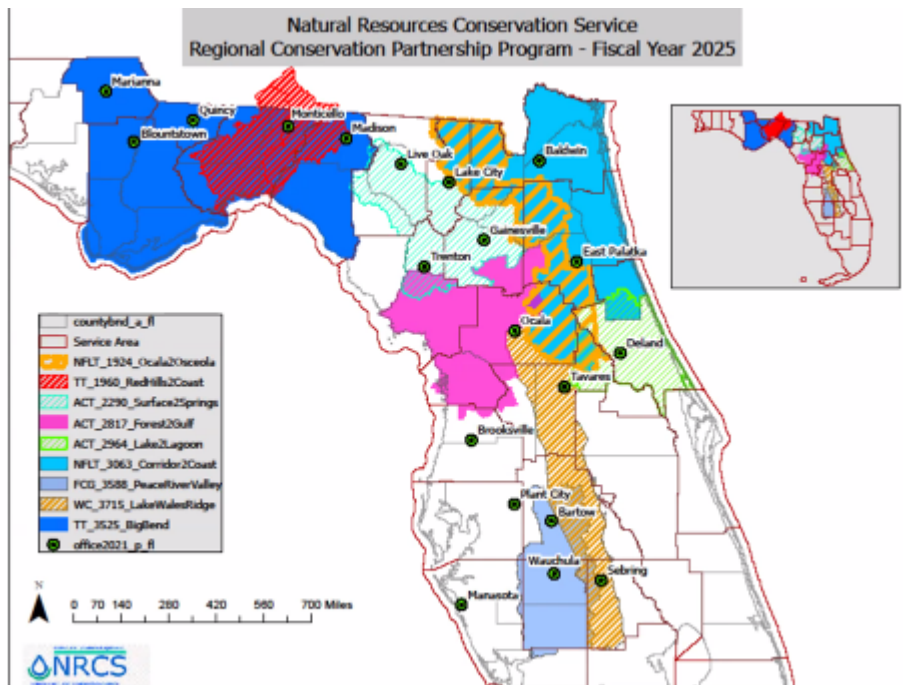 Natural Resources Conservation Service
Regional Conservation Partnership Program - Fiscal Year 2025
Marianna
Quincy
Monticello
Blountstown
Madison
Live Oak
Lake City
Baldwin
Gainesville
Trenton
East Palatka
Ocala
Deland
Tavares
Brooksville
Plant City
Bartow
Wauchula
Sebring
Manasota
countybnd_a_fl
Service Area
NFLT_1924_Ocala2Osceola
TT_1960_RedHills2Coast
ACT_2290_Surface2Springs
ACT_2817_Forest2Gulf
ACT_2964_Lake2Lagoon
NFLT_3063_Corridor2Coast
FCG_3588_PeaceRiverValley
WC_3715_LakeWalesRidge
TT_3525_BigBend
office2021_p_fl
N
0 70 140 280 420 560 700 Miles
NRCS